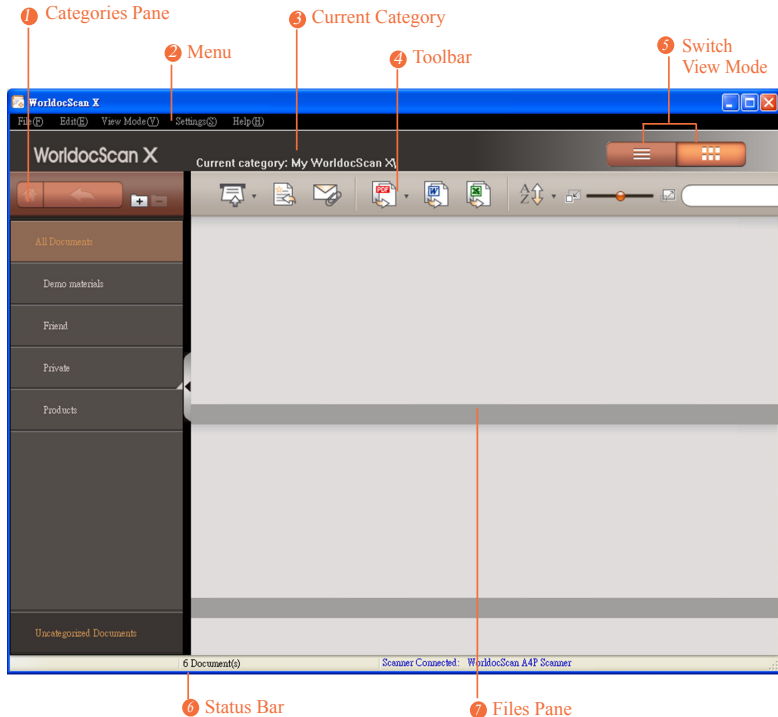 1 Categories Pane
3 Current Category
2 Menu
4 Toolbar
5 Switch
View Mode
WorldocScan X
File(F) Edit(E) View Mode(V) Settings(S) Help(H)
WorldocScan X
Current category: My WorldocScan X\
PDF
W
X
A
Z
All Documents
Demo materials
Friend
Private
Products
Uncategorized Documents
6 Document(s) Scanner Connected: WorldocScan A4P Scanner
6 Status Bar
7 Files Pane